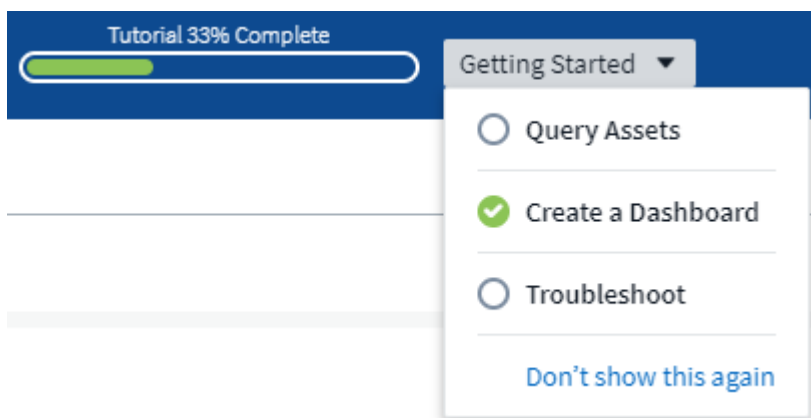 Tutorial 33% Complete
Getting Started
Query Assets
Create a Dashboard
Troubleshoot
Don’t show this again